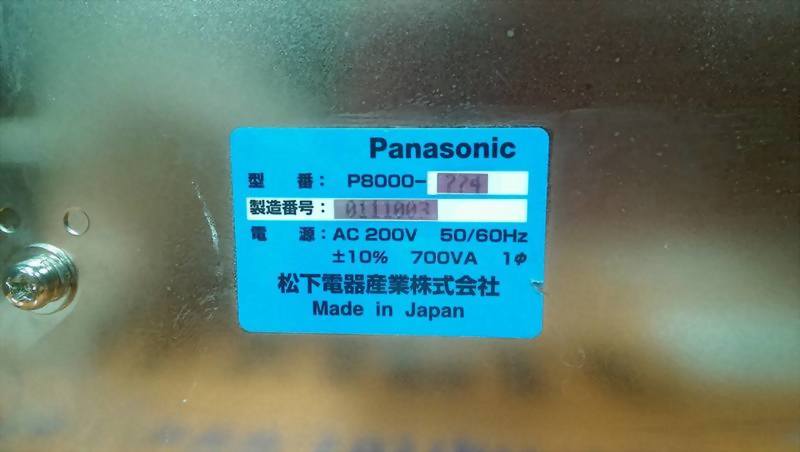 Panasonic
型 番： P8000-774
製造番号： 0111003
電 源：AC 200V 50/60Hz
±10% 700VA 1φ
松下電器産業株式会社
Made in Japan